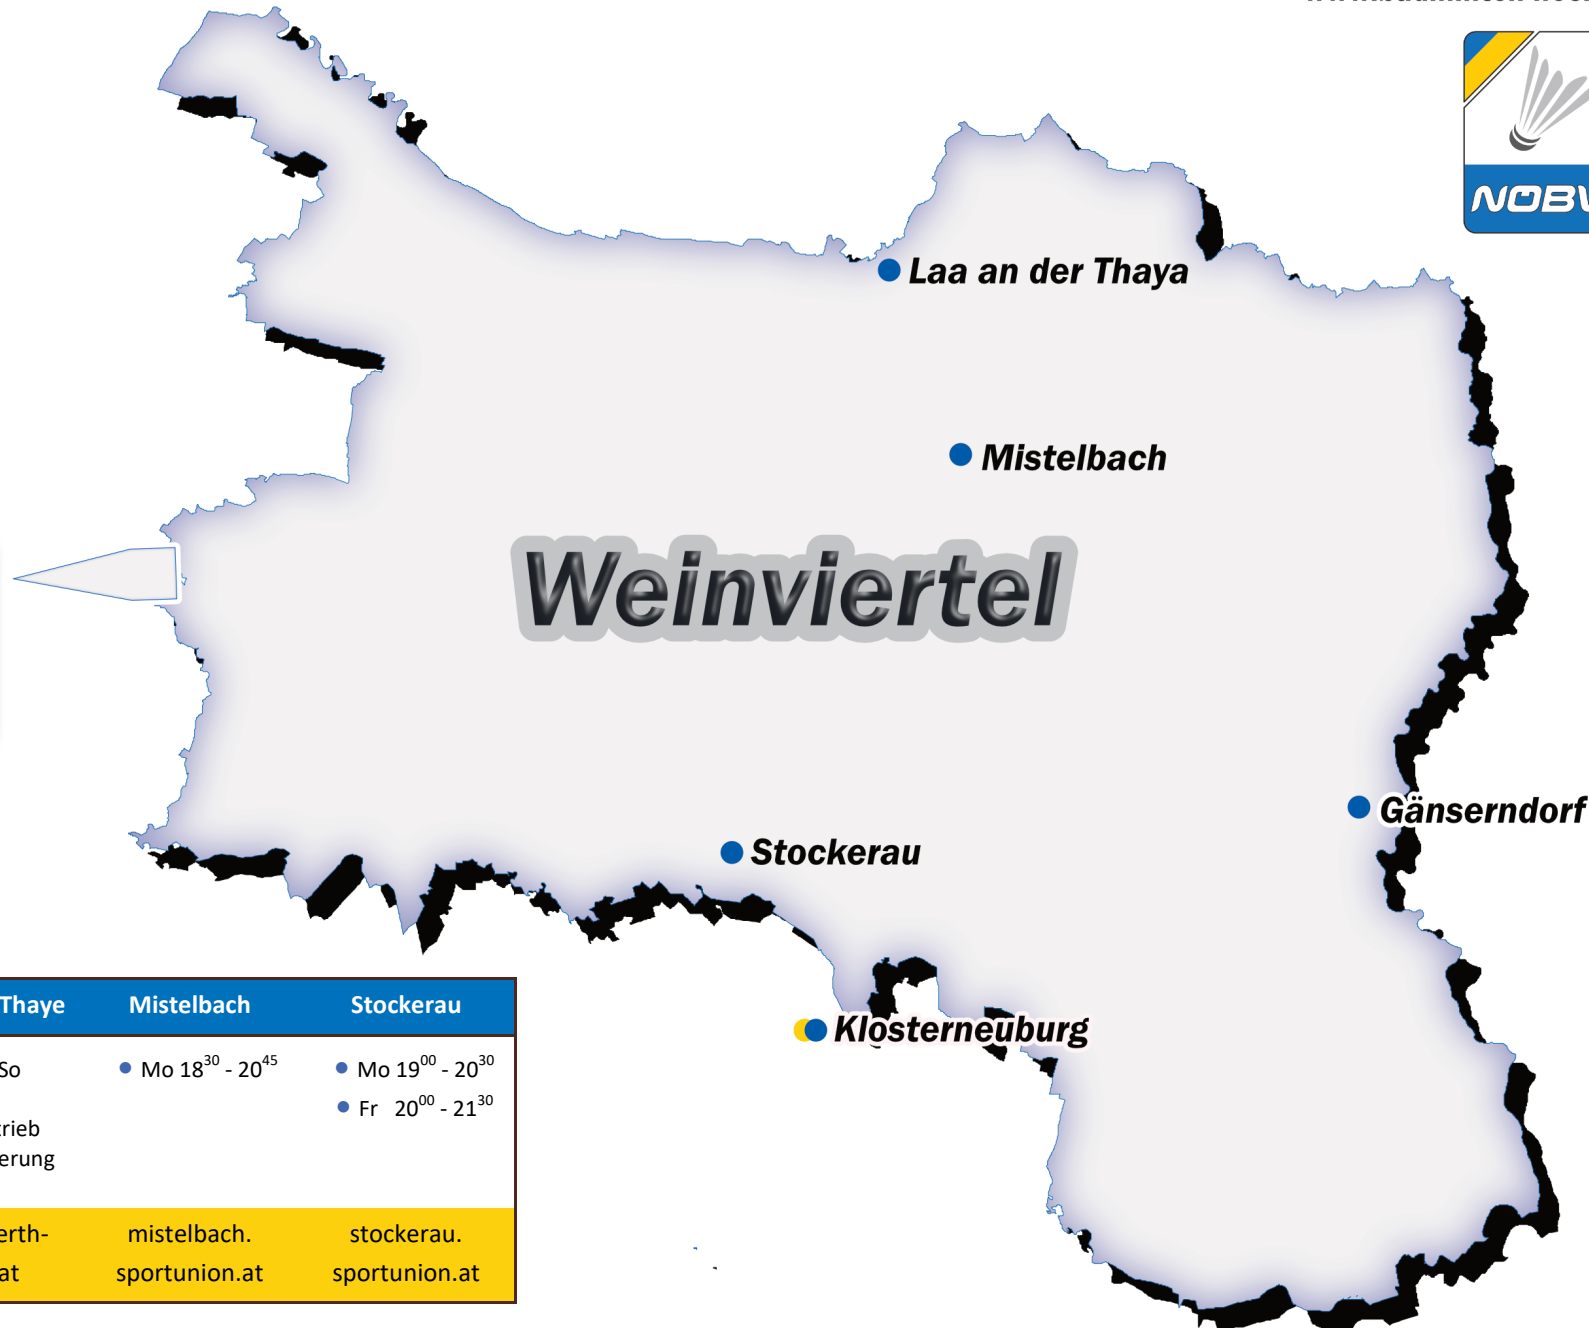 NÖBV
Laa an der Thaya
Mistelbach
Weinviertel
Gänserndorf
Stockerau
Klosterneuburg
Thaye Mistelbach Stockerau
So • Mo 18³⁰ - 20⁴⁵ • Mo 19⁰⁰ - 20³⁰
• Fr 20⁰⁰ - 21³⁰
trieb
erung
erth- mistelbach. stockerau.
at sportunion.at sportunion.at